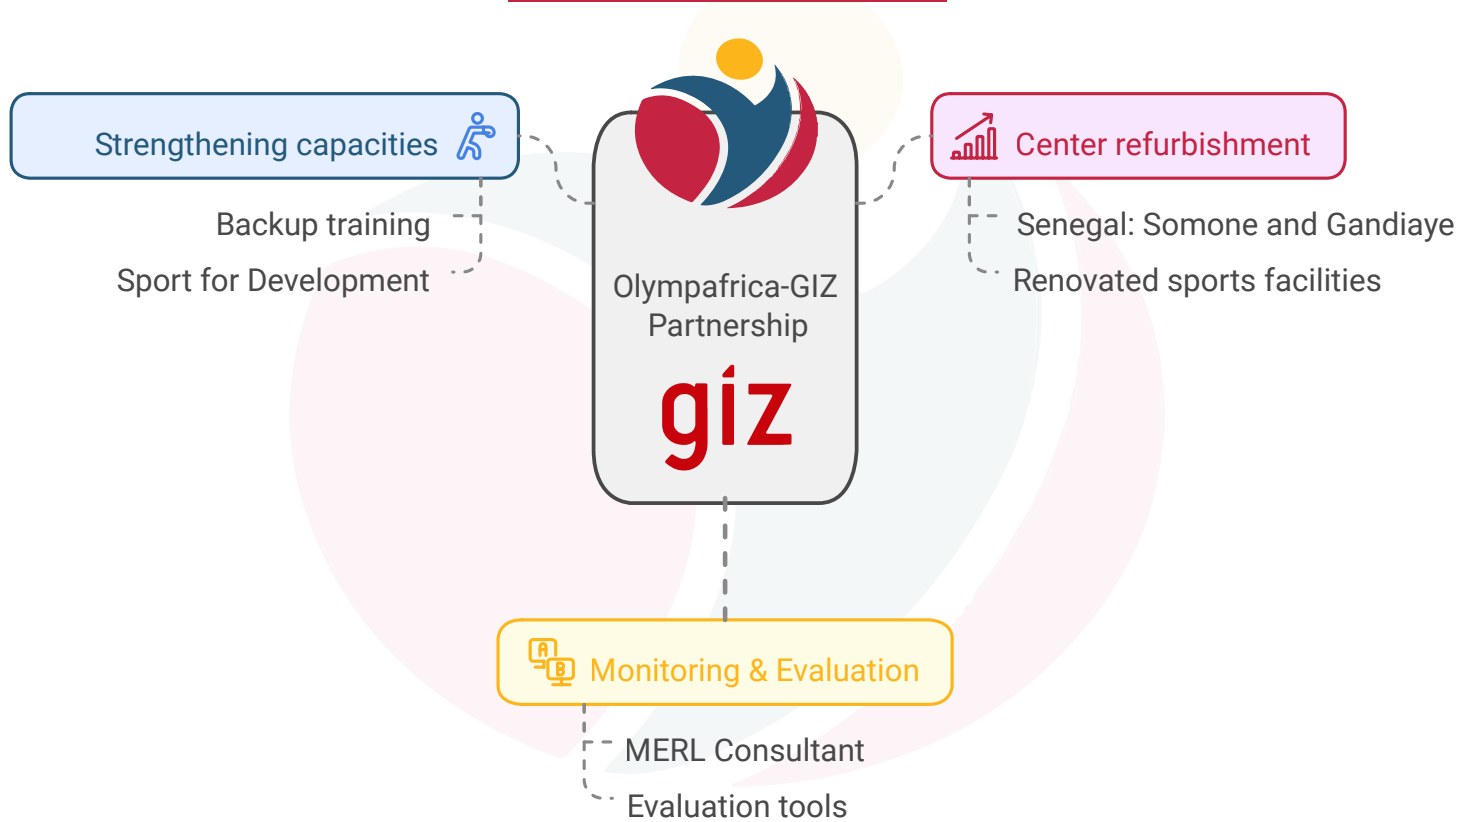 Strengthening capacities
Backup training
Sport for Development
Olympafrica-GIZ
Partnership
giz
Center refurbishment
Senegal: Somone and Gandiaye
Renovated sports facilities
A
B
Monitoring & Evaluation
MERL Consultant
Evaluation tools